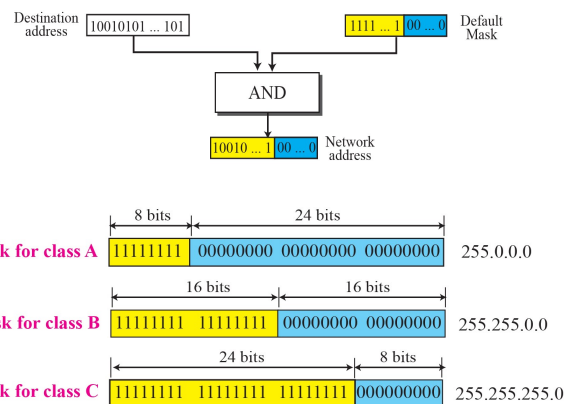 Destination address
10010101 ... 101
1111 ... 1 00 ... 0
Default Mask
AND
10010 ... 1 00 ... 0
Network address
8 bits 24 bits
k for class A 11111111 00000000 00000000 00000000 255.0.0.0
16 bits 16 bits
sk for class B 11111111 11111111 00000000 00000000 255.255.0.0
24 bits 8 bits
k for class C 11111111 11111111 11111111 000000000 255.255.255.0